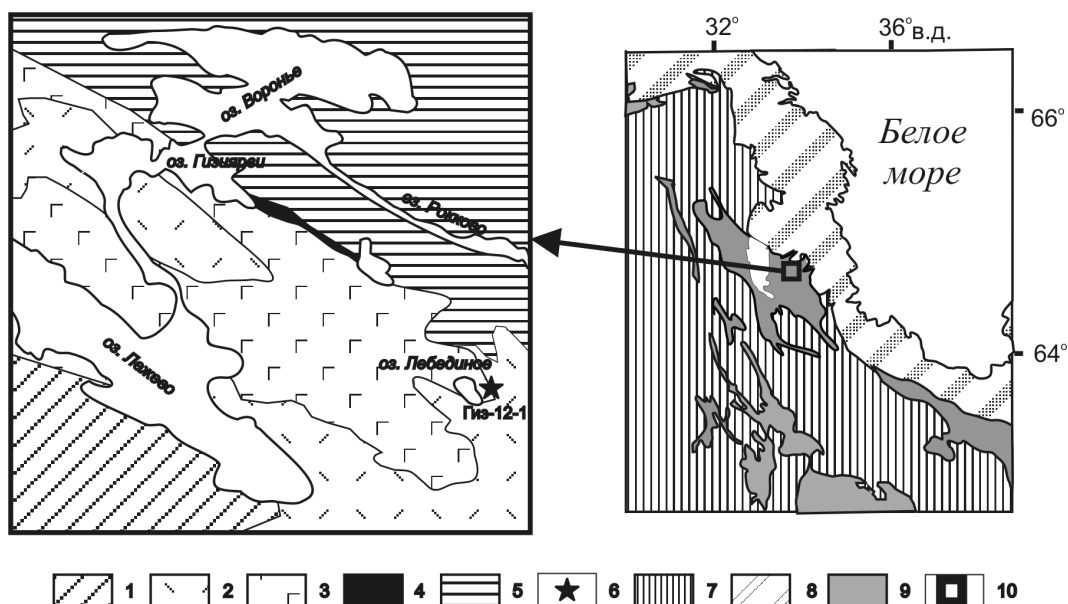 32°
36° в.д.
66°
Белое
море
64°
оз. Воронье
оз. Гизиярви
оз. Рокково
оз. Лебединое
оз. Лежево
Гиз-12-1
1
2
3
4
5
6
7
8
9
10